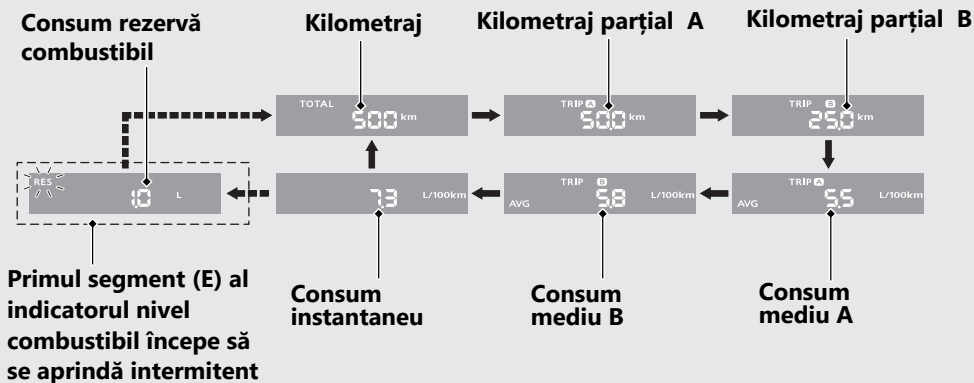 Consum rezervă
combustibil
Kilometraj
Kilometraj parțial A
Kilometraj parțial B
TOTAL
500 km
TRIP A
50.0 km
TRIP B
25.0 km
RES
1.0 L
7.3 L/100km
TRIP B
AVG 5.8 L/100km
TRIP A
AVG 5.5 L/100km
Primul segment (E) al
indicatorul nivel
combustibil începe să
se aprindă intermitent
Consum
instantaneu
Consum
mediu B
Consum
mediu A